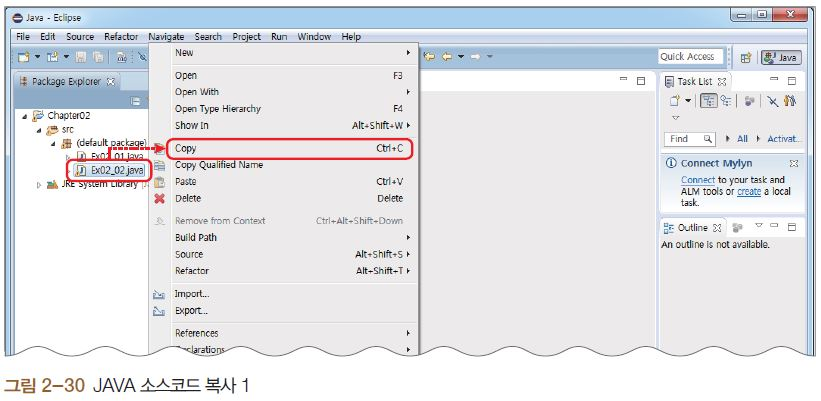 Java - Eclipse
File Edit Source Refactor Navigate Search Project Run Window Help
Quick Access
Java
Package Explorer
Chapter02
src
(default package)
Ex02_01.java
Ex02_02.java
JRE System Library
New
Open F3
Open With
Open Type Hierarchy F4
Show In Alt+Shift+W
Copy Ctrl+C
Copy Qualified Name
Paste Ctrl+V
Delete Delete
Remove from Context Ctrl+Alt+Shift+Down
Build Path
Source Alt+Shift+S
Refactor Alt+Shift+T
Import...
Export...
References
Declarations
Task List
Find All Activat...
Connect Mylyn
Connect to your task and
ALM tools or create a local
task.
Outline
An outline is not available.
그림 2-30 JAVA 소스코드 복사 1